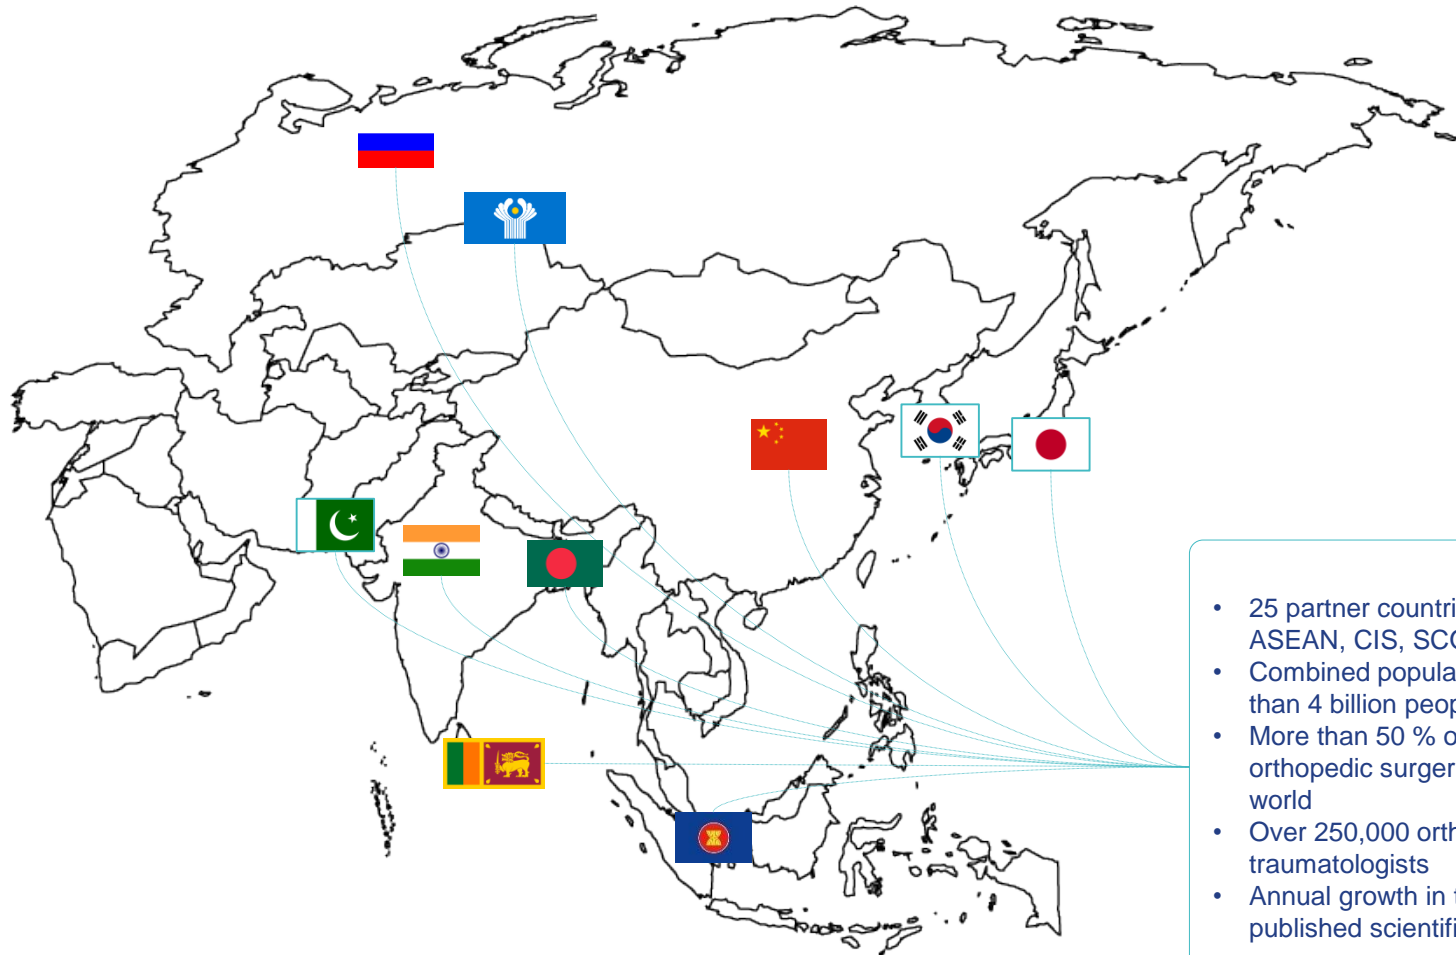 • 25 partner countri
ASEAN, CIS, SCO
• Combined popula
than 4 billion peop
• More than 50 % o
orthopedic surger
world
• Over 250,000 orth
traumatologists
• Annual growth in t
published scientifi